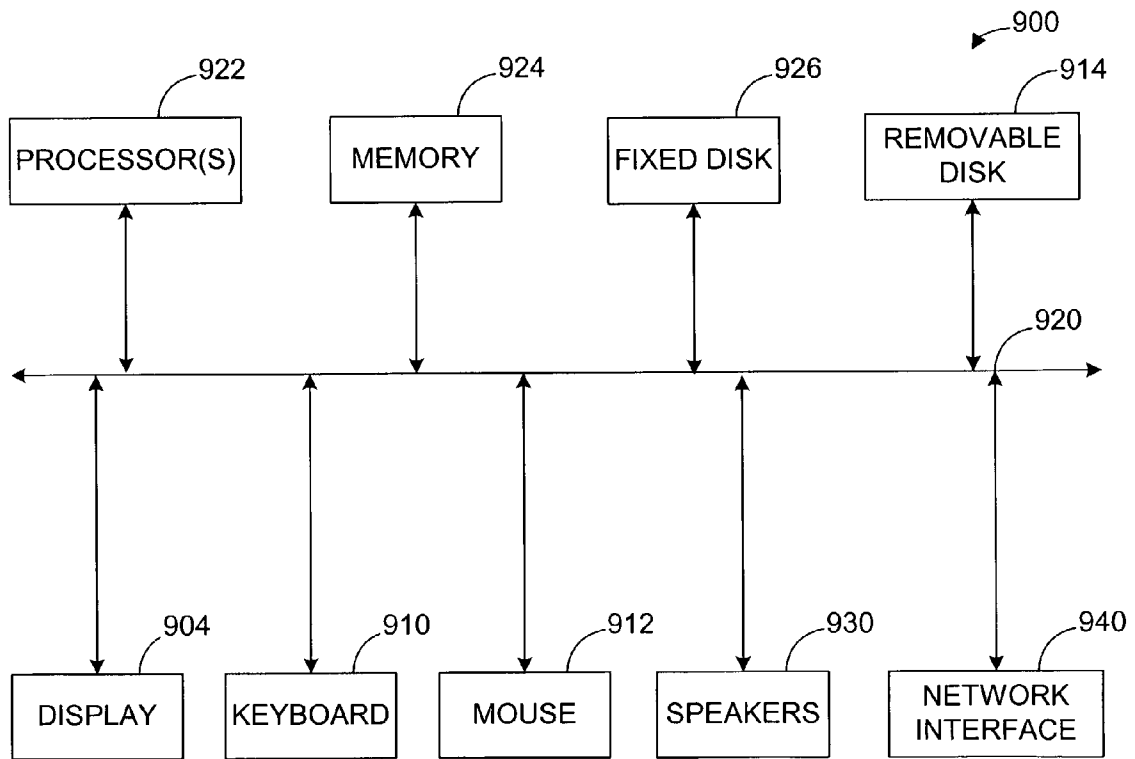 900
922
924
926
914
PROCESSOR(S)
MEMORY
FIXED DISK
REMOVABLE
DISK
920
904
910
912
930
940
DISPLAY
KEYBOARD
MOUSE
SPEAKERS
NETWORK
INTERFACE